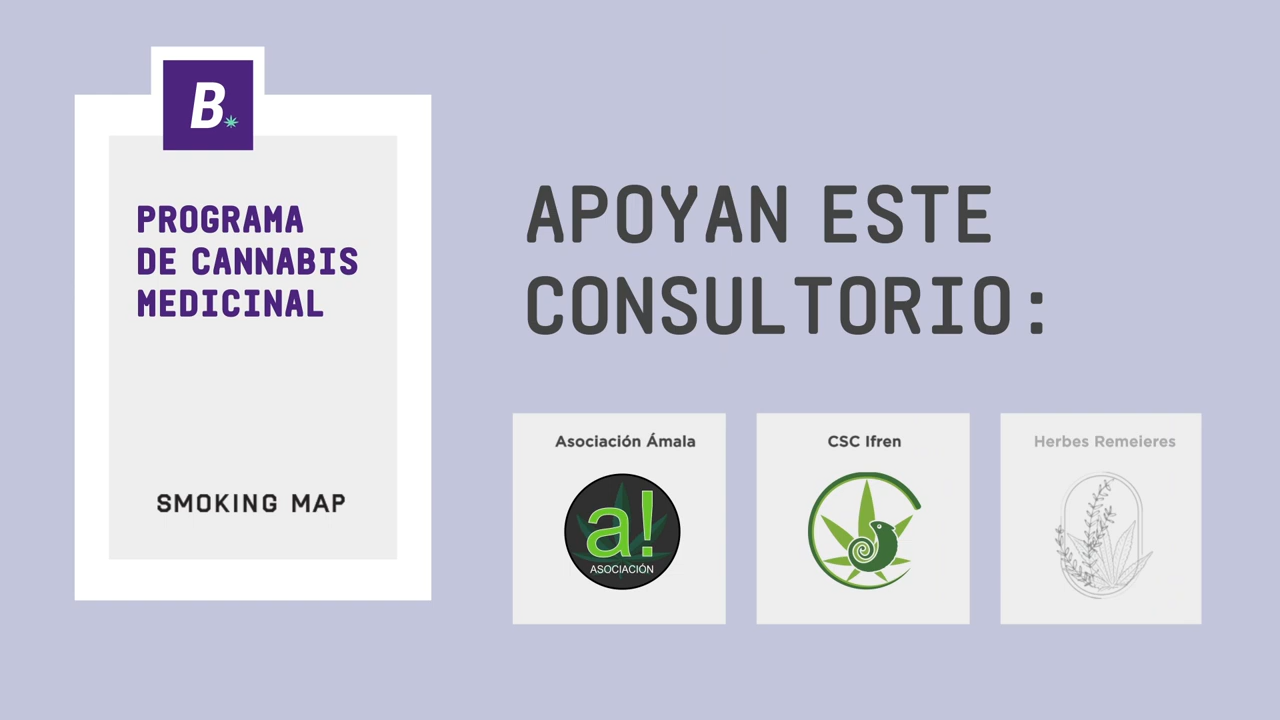 B
PROGRAMA
DE CANNABIS
MEDICINAL
SMOKING MAP
APOYAN ESTE
CONSULTORIO:
Asociación Ámala
a!
ASOCIACIÓN
CSC Ifren
Herbes Remeieres